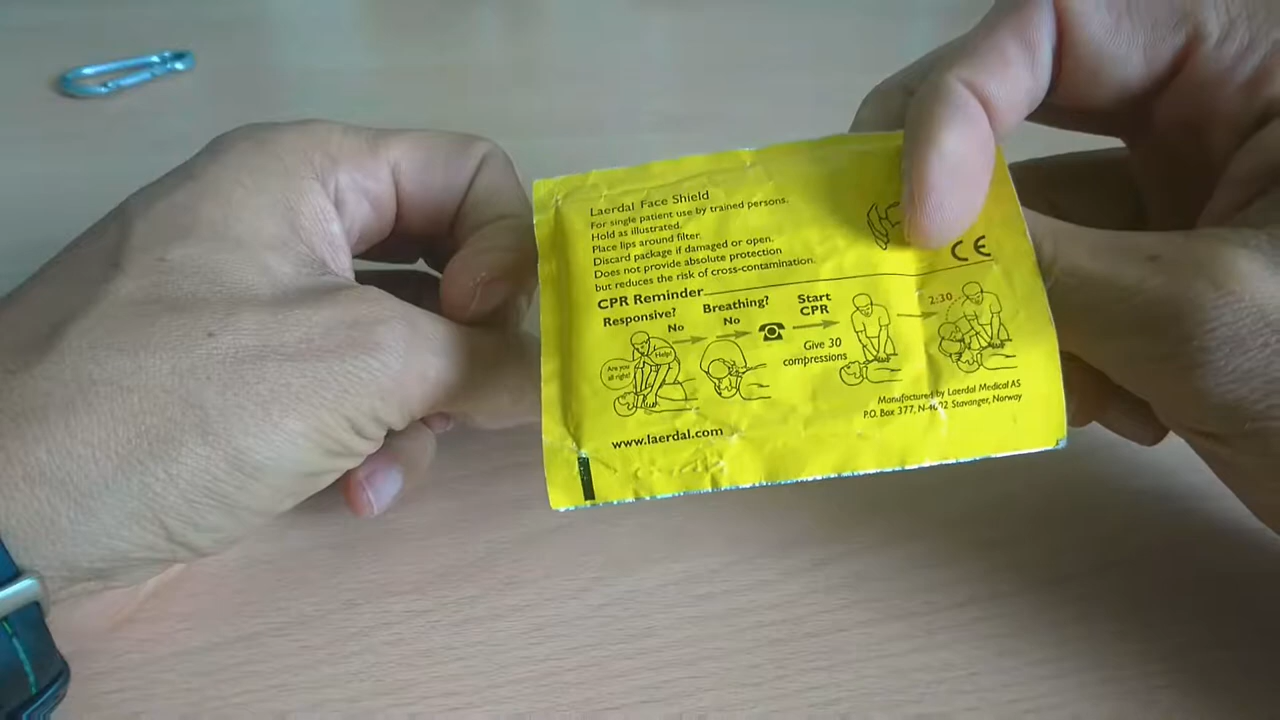 Laerdal Face Shield
For single patient use by trained persons.
Hold as illustrated.
Place lips around filter.
Discard package if damaged or open.
Does not provide absolute protection
but reduces the risk of cross-contamination.
CE
CPR Reminder
Responsive?
No
Breathing?
No
Start
CPR
Give 30
compressions
2:30
Are you
all right?
Help!
Manufactured by Laerdal Medical AS
P.O. Box 377, N-4002 Stavanger, Norway
www.laerdal.com